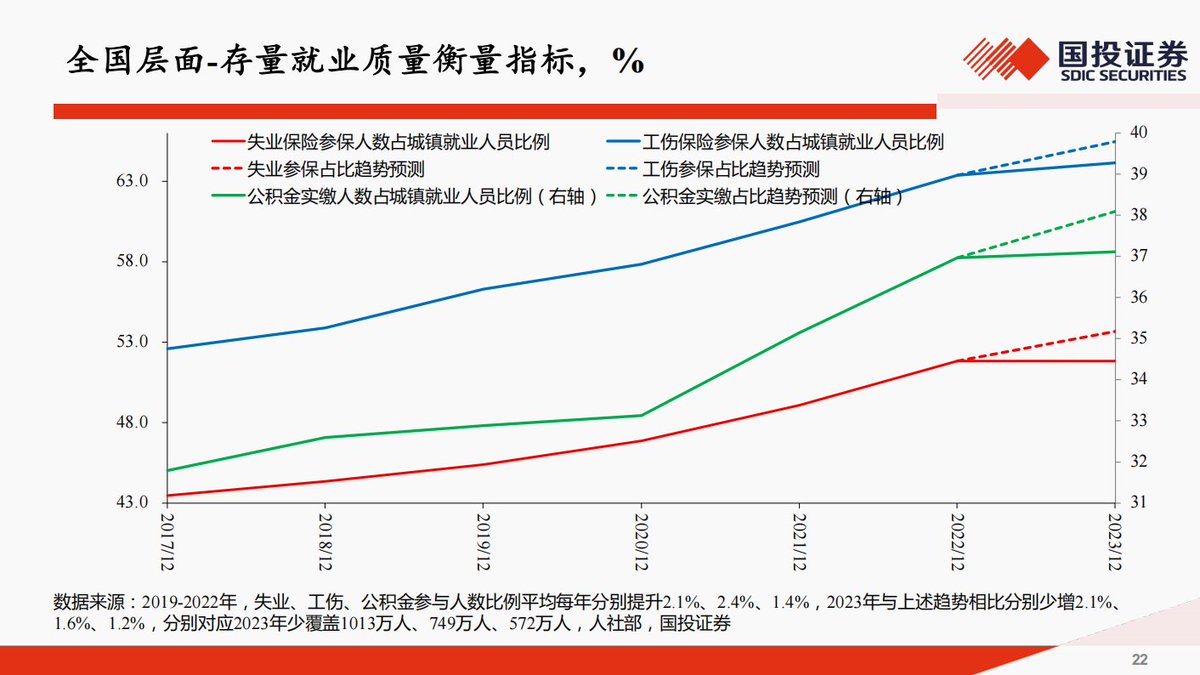 全国层面-存量就业质量衡量指标，%
国投证券
SDIC SECURITIES
失业保险参保人数占城镇就业人员比例
工伤保险参保人数占城镇就业人员比例
失业参保占比趋势预测
工伤参保占比趋势预测
公积金实缴人数占城镇就业人员比例（右轴）
公积金实缴占比趋势预测（右轴）
63.0
58.0
53.0
48.0
43.0
40
39
38
37
36
35
34
33
32
31
2017/12
2018/12
2019/12
2020/12
2021/12
2022/12
2023/12
数据来源：2019-2022年，失业、工伤、公积金参与人数比例平均每年分别提升2.1%、2.4%、1.4%，2023年与上述趋势相比分别少增2.1%、
1.6%、1.2%，分别对应2023年少覆盖1013万人、749万人、572万人，人社部，国投证券
22